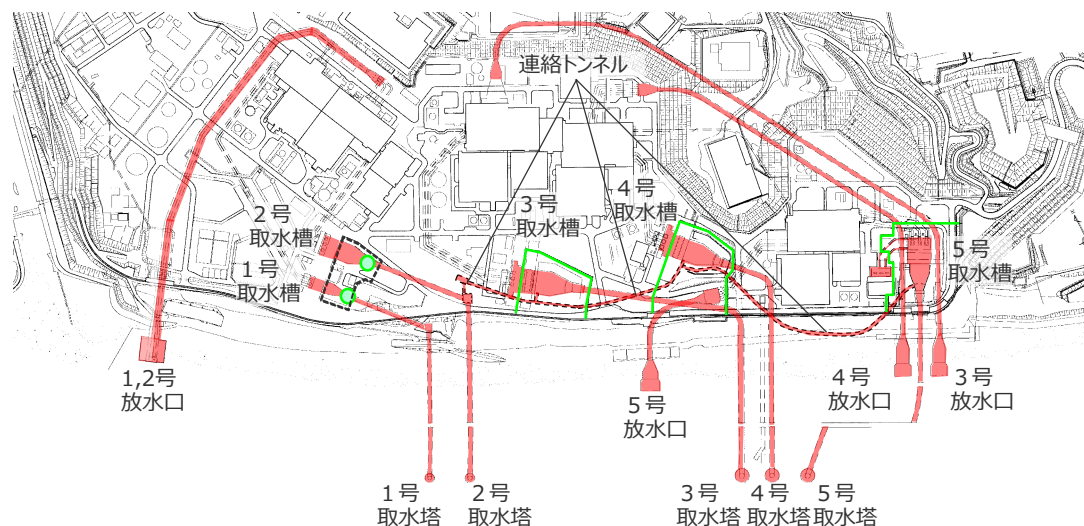 連絡トンネル
2号
取水槽
1号
取水槽
3号
取水槽
4号
取水槽
5号
取水槽
1,2号
放水口
5号
放水口
4号
放水口
3号
放水口
1号
取水塔
2号
取水塔
3号
取水塔
4号
取水塔
5号
取水塔